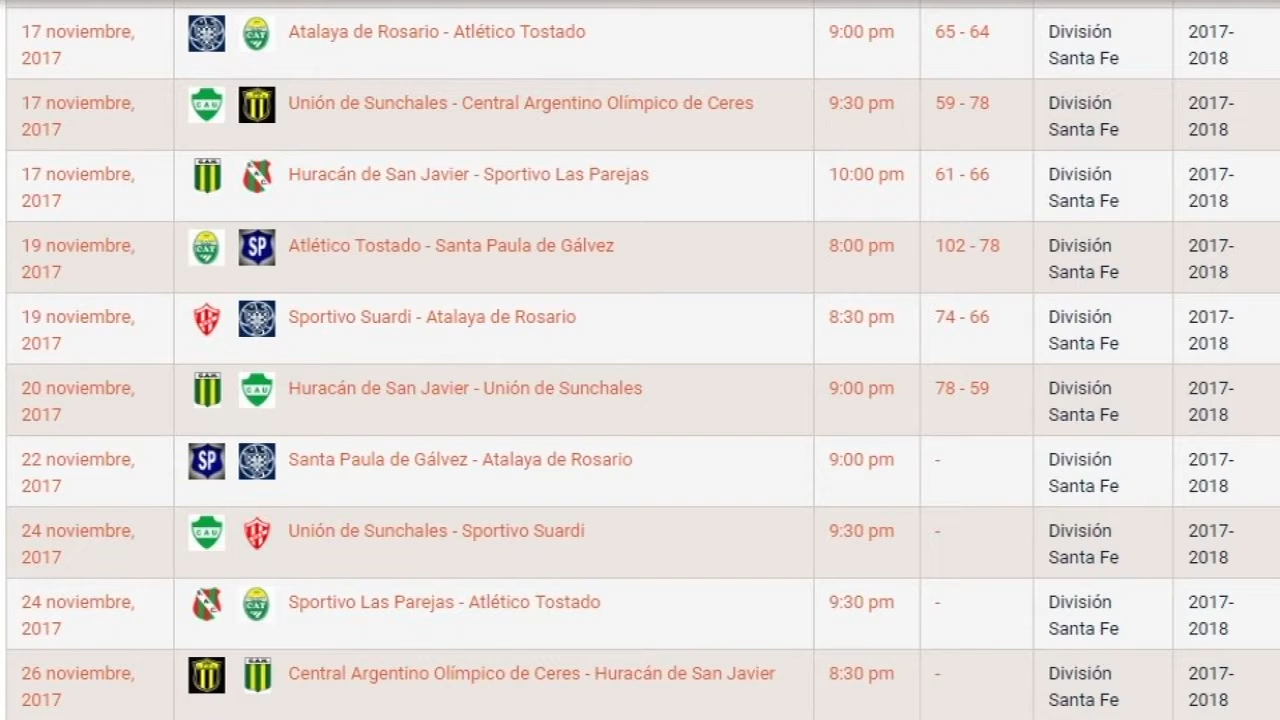 17 noviembre, 2017 Atalaya de Rosario - Atlético Tostado 9:00 pm 65 - 64 División Santa Fe 2017-2018
17 noviembre, 2017 CAU Unión de Sunchales - Central Argentino Olímpico de Ceres 9:30 pm 59 - 78 División Santa Fe 2017-2018
17 noviembre, 2017 Huracán de San Javier - Sportivo Las Parejas 10:00 pm 61 - 66 División Santa Fe 2017-2018
19 noviembre, 2017 CAT SP Atlético Tostado - Santa Paula de Gálvez 8:00 pm 102 - 78 División Santa Fe 2017-2018
19 noviembre, 2017 Sportivo Suardi - Atalaya de Rosario 8:30 pm 74 - 66 División Santa Fe 2017-2018
20 noviembre, 2017 CAU Huracán de San Javier - Unión de Sunchales 9:00 pm 78 - 59 División Santa Fe 2017-2018
22 noviembre, 2017 SP Santa Paula de Gálvez - Atalaya de Rosario 9:00 pm - División Santa Fe 2017-2018
24 noviembre, 2017 CAU Unión de Sunchales - Sportivo Suardi 9:30 pm - División Santa Fe 2017-2018
24 noviembre, 2017 CAT Sportivo Las Parejas - Atlético Tostado 9:30 pm - División Santa Fe 2017-2018
26 noviembre, 2017 Central Argentino Olímpico de Ceres - Huracán de San Javier 8:30 pm - División Santa Fe 2017-2018